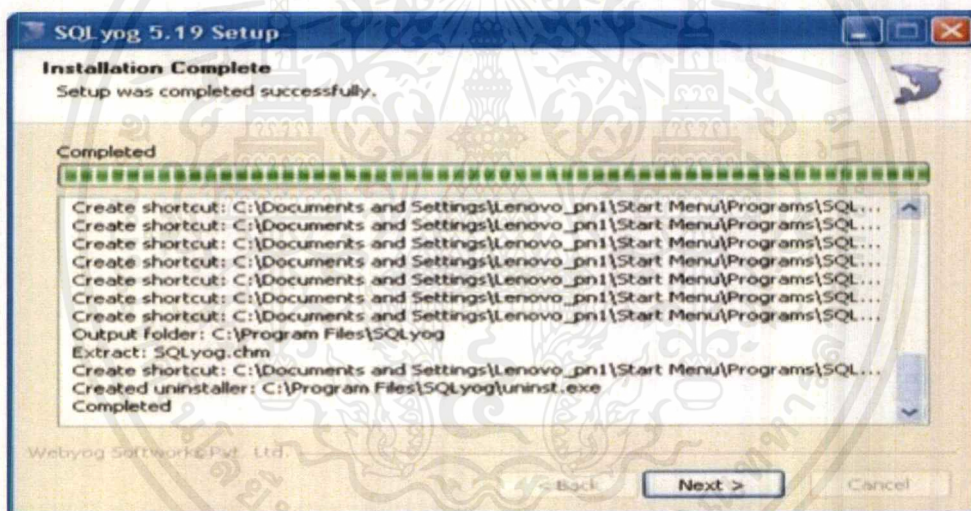 SQLyog 5.19 Setup
Installation Complete
Setup was completed successfully.
Completed
Create shortcut: C:\Documents and Settings\Lenovo_pn1\Start Menu\Programs\SQL...
Create shortcut: C:\Documents and Settings\Lenovo_pn1\Start Menu\Programs\SQL...
Create shortcut: C:\Documents and Settings\Lenovo_pn1\Start Menu\Programs\SQL...
Create shortcut: C:\Documents and Settings\Lenovo_pn1\Start Menu\Programs\SQL...
Create shortcut: C:\Documents and Settings\Lenovo_pn1\Start Menu\Programs\SQL...
Create shortcut: C:\Documents and Settings\Lenovo_pn1\Start Menu\Programs\SQL...
Create shortcut: C:\Documents and Settings\Lenovo_pn1\Start Menu\Programs\SQL...
Output folder: C:\Program Files\SQLyog
Extract: SQLyog.chm
Create shortcut: C:\Documents and Settings\Lenovo_pn1\Start Menu\Programs\SQL...
Created uninstaller: C:\Program Files\SQLyog\uninst.exe
Completed
Webyog Softworks Pvt. Ltd.
< Back
Next >
Cancel